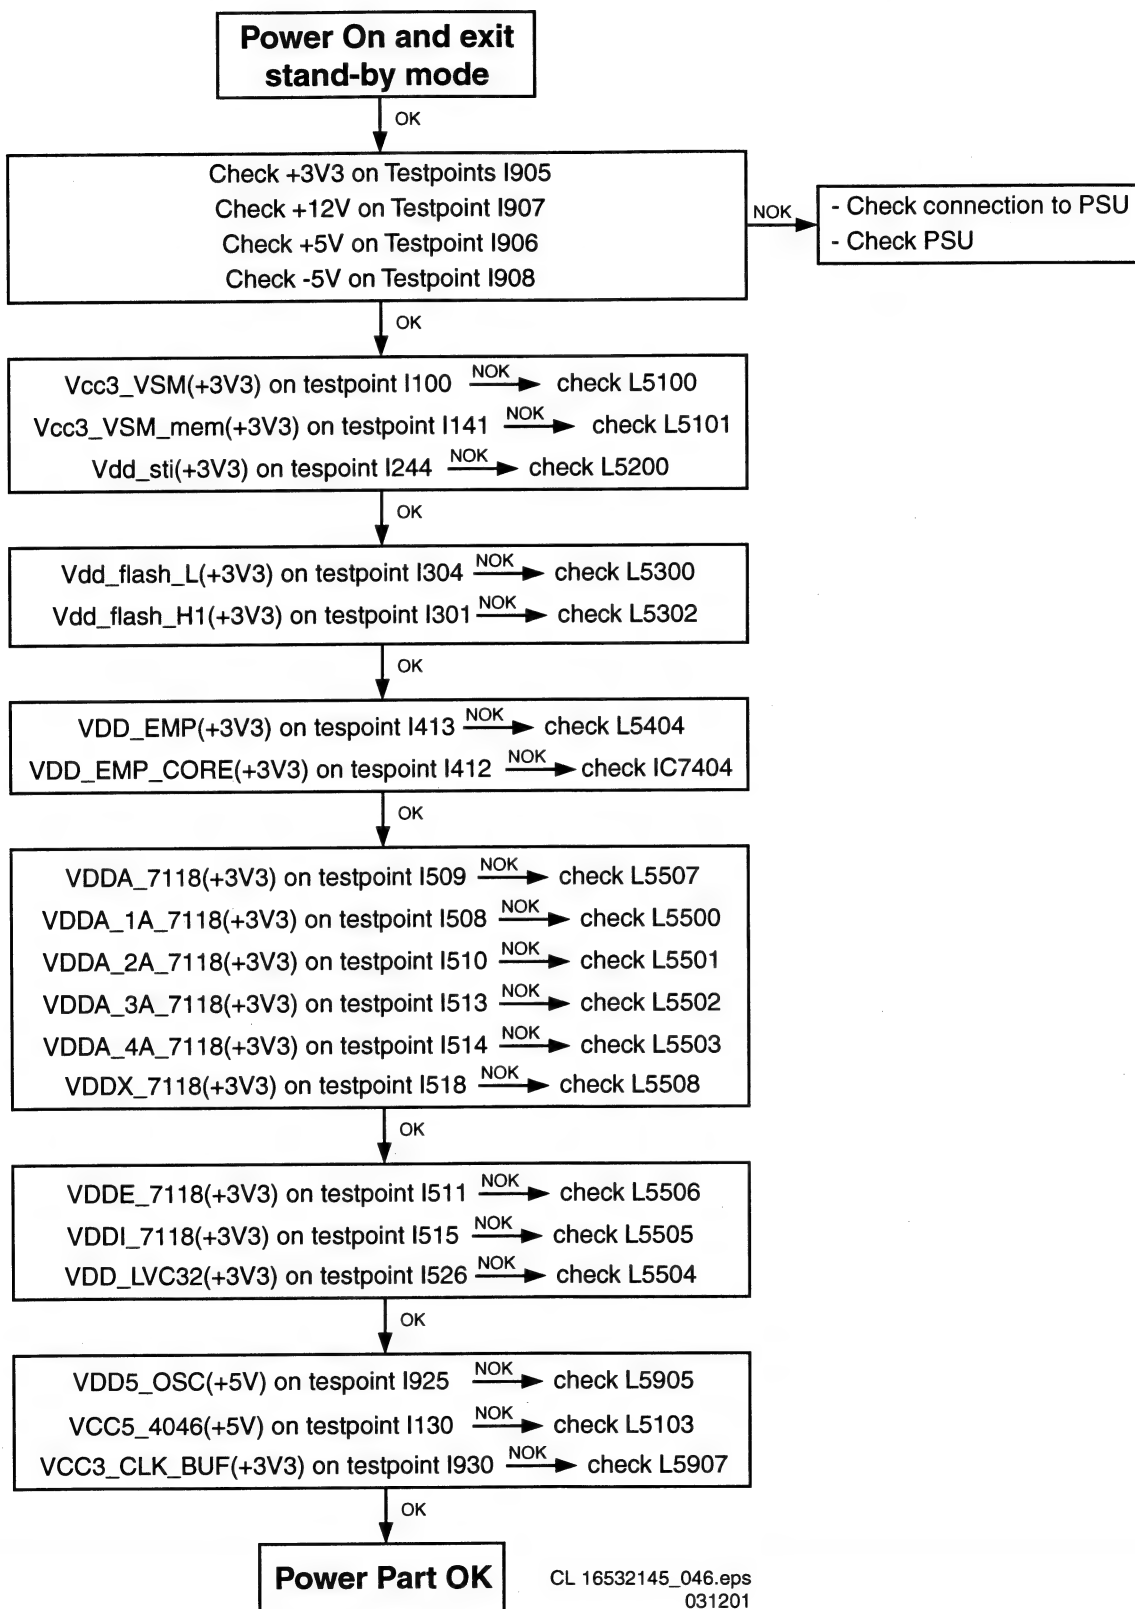 Power On and exit
stand-by mode
OK
Check +3V3 on Testpoints I905
Check +12V on Testpoint I907
Check +5V on Testpoint I906
Check -5V on Testpoint I908
NOK
- Check connection to PSU
- Check PSU
OK
Vcc3_VSM(+3V3) on testpoint I100 NOK check L5100
Vcc3_VSM_mem(+3V3) on testpoint I141 NOK check L5101
Vdd_sti(+3V3) on tespoint I244 NOK check L5200
OK
Vdd_flash_L(+3V3) on testpoint I304 NOK check L5300
Vdd_flash_H1(+3V3) on testpoint I301 NOK check L5302
OK
VDD_EMP(+3V3) on tespoint I413 NOK check L5404
VDD_EMP_CORE(+3V3) on tespoint I412 NOK check IC7404
OK
VDDA_7118(+3V3) on testpoint I509 NOK check L5507
VDDA_1A_7118(+3V3) on testpoint I508 NOK check L5500
VDDA_2A_7118(+3V3) on testpoint I510 NOK check L5501
VDDA_3A_7118(+3V3) on testpoint I513 NOK check L5502
VDDA_4A_7118(+3V3) on testpoint I514 NOK check L5503
VDDX_7118(+3V3) on testpoint I518 NOK check L5508
OK
VDDE_7118(+3V3) on testpoint I511 NOK check L5506
VDDI_7118(+3V3) on testpoint I515 NOK check L5505
VDD_LVC32(+3V3) on testpoint I526 NOK check L5504
OK
VDD5_OSC(+5V) on tespoint I925 NOK check L5905
VCC5_4046(+5V) on testpoint I130 NOK check L5103
VCC3_CLK_BUF(+3V3) on testpoint I930 NOK check L5907
OK
Power Part OK
CL 16532145_046.eps
031201